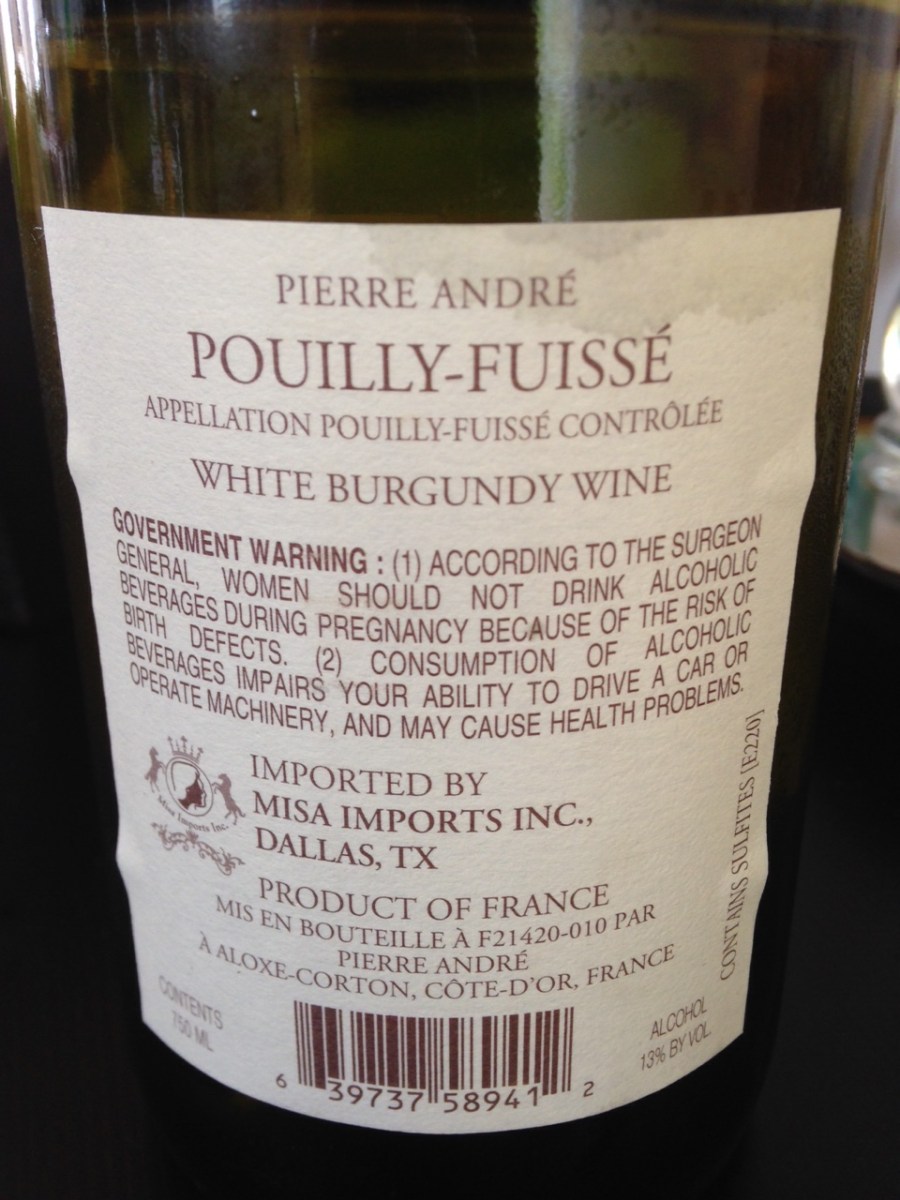 PIERRE ANDRÉ
POUILLY-FUISSÉ
APPELLATION POUILLY-FUISSÉ CONTRÔLÉE
WHITE BURGUNDY WINE
GOVERNMENT WARNING : (1) ACCORDING TO THE SURGEON
GENERAL, WOMEN SHOULD NOT DRINK ALCOHOLIC
BEVERAGES DURING PREGNANCY BECAUSE OF THE RISK OF
BIRTH DEFECTS. (2) CONSUMPTION OF ALCOHOLIC
BEVERAGES IMPAIRS YOUR ABILITY TO DRIVE A CAR OR
OPERATE MACHINERY, AND MAY CAUSE HEALTH PROBLEMS.
Misa Imports Inc.
IMPORTED BY
MISA IMPORTS INC.,
DALLAS, TX
PRODUCT OF FRANCE
MIS EN BOUTEILLE À F21420-010 PAR
PIERRE ANDRÉ
À ALOXE-CORTON, CÔTE-D'OR, FRANCE
CONTAINS SULFITES [E220]
CONTENTS
750 ML
ALCOHOL
13% BY VOL.
6 39737 58941 2